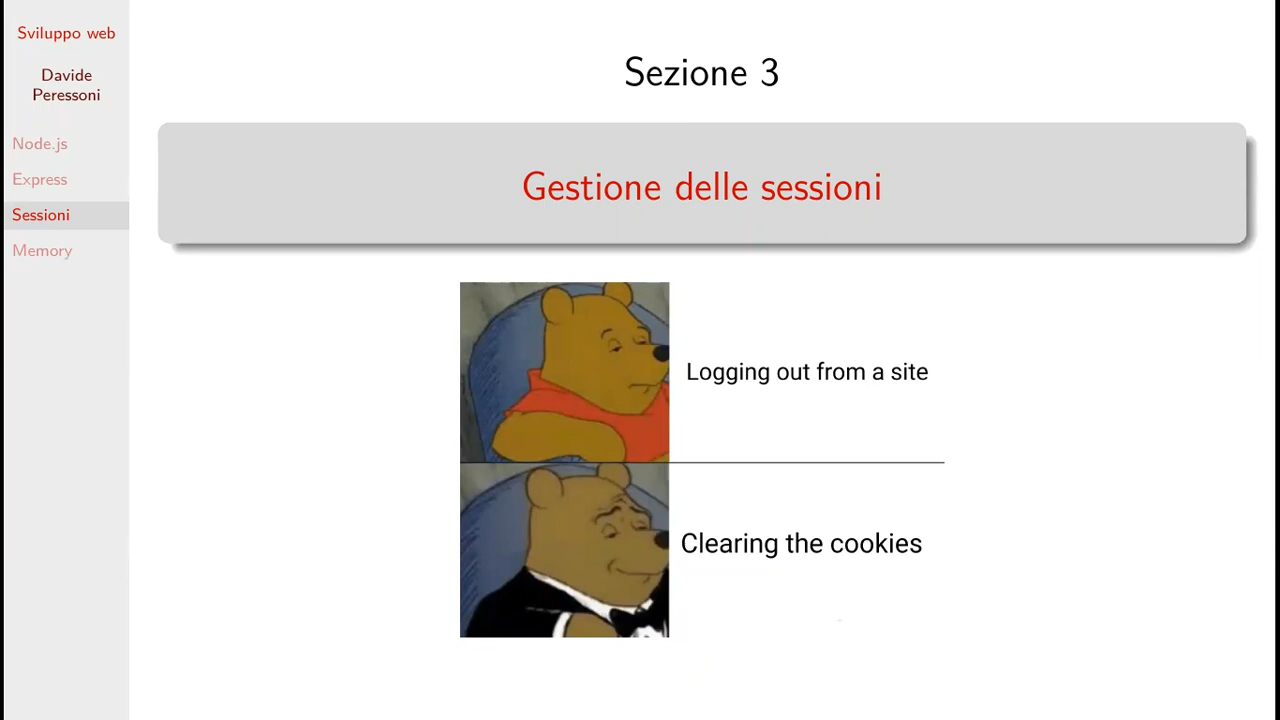 Sviluppo web
Davide
Peressoni
Node.js
Express
Sessioni
Memory
Sezione 3
Gestione delle sessioni
Logging out from a site
Clearing the cookies